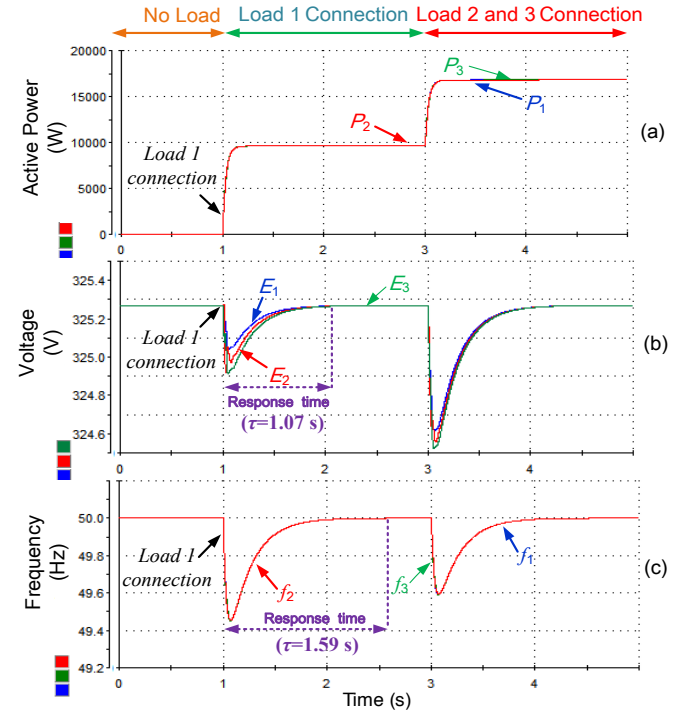 No Load
Load 1 Connection
Load 2 and 3 Connection
Active Power
(W)
20000
15000
10000
5000
0
P3
P1
P2
Load 1
connection
(a)
0
1
2
3
4
Voltage
(V)
325.4
325.2
325.0
324.8
324.6
E1
E3
E2
Load 1
connection
Response time
(τ=1.07 s)
(b)
0
1
2
3
4
Frequency
(Hz)
50.0
49.8
49.6
49.4
49.2
Load 1
connection
f2
f3
f1
Response time
(τ=1.59 s)
(c)
0
1
2
3
4
Time (s)